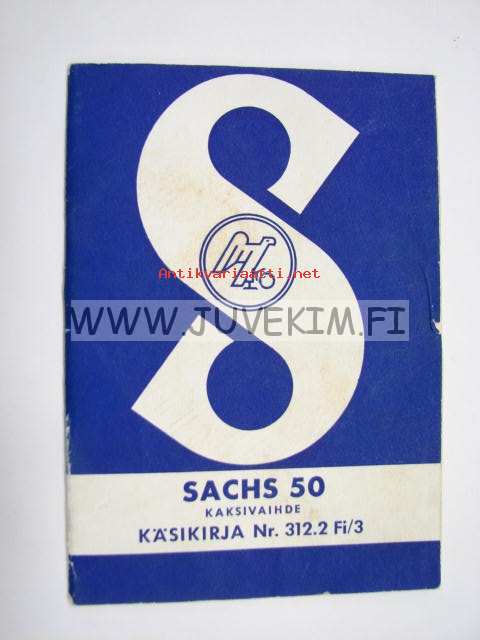 Antikvariaatti.net
WWW.JUVEKIM.FI
SACHS 50
KAKSIVAIHDE
KÄSIKIRJA Nr. 312.2 Fi/3